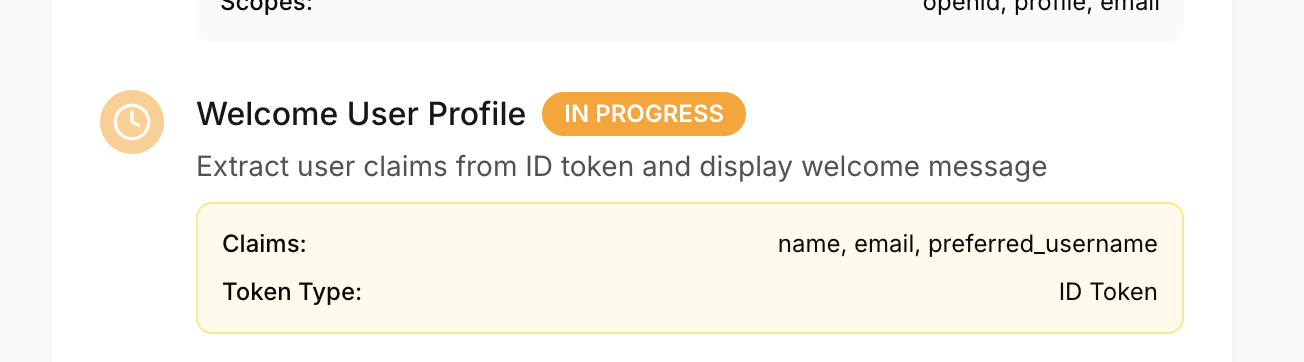 Scopes: openid, profile, email
Welcome User Profile IN PROGRESS
Extract user claims from ID token and display welcome message
Claims: name, email, preferred_username
Token Type: ID Token